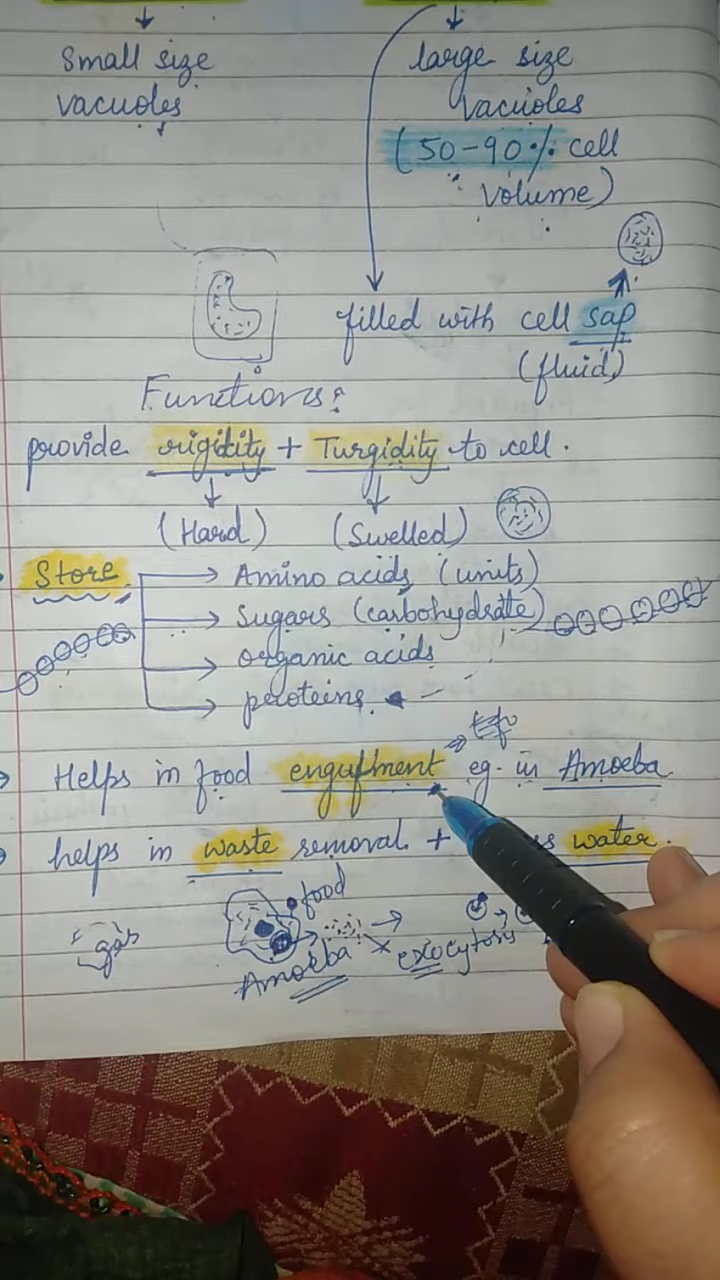 Small size
vacuoles
large size
vacuoles
(50-90% cell
volume)
filled with cell sap
(fluid)
Functions:
provide rigidity + Turgidity to cell.
(Hard) (Swelled)
Store
Amino acids (units)
Sugars (carbohydrate)
organic acids
proteins.
Helps in food engulfment eg. in Amoeba.
helps in waste removal + water.
food
gas
Amoeba
exocytosis